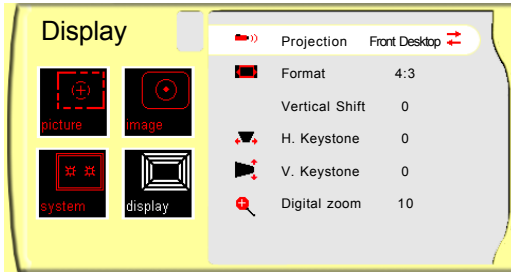 Display
picture
image
system
display
Projection Front Desktop
Format 4:3
Vertical Shift 0
H. Keystone 0
V. Keystone 0
Digital zoom 10